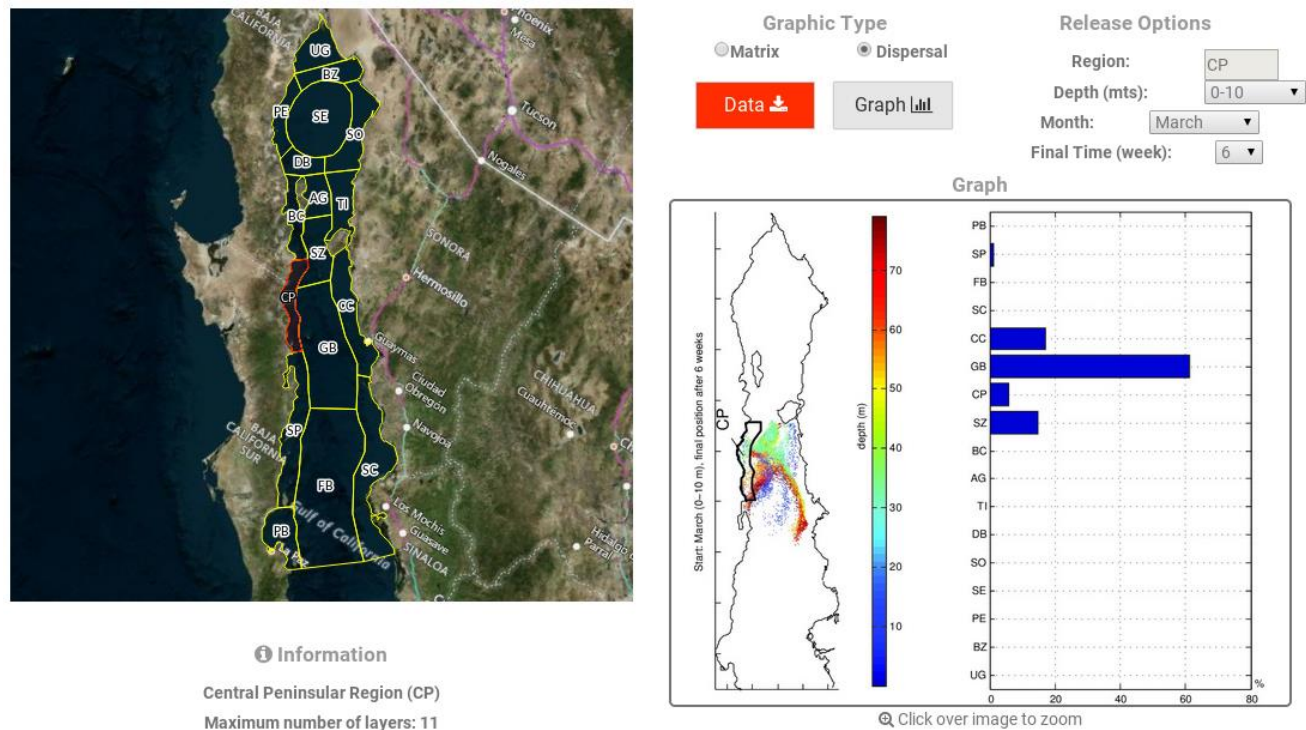 BAJA
CALIFORNIA
Phoenix
Mesa
UG
BZ
PE
SE
SO
Tucson
DB
Nogales
AG
TI
BC
SZ
SONORA
CP
Hermosillo
CC
GB
Guaymas
Ciudad
Obregón
CHIHUAHUA
Cuauhtemoc
SP
Navojoa
BAJA
CALIFORNIA
SUR
SC
FB
Los Mochis
PB
Gulf of California
Guasave
La Paz
SINALOA
Hidalgo de
Parral
Information
Central Peninsular Region (CP)
Maximum number of layers: 11
Graphic Type
Matrix
Dispersal
Data
Graph
Release Options
Region: CP
Depth (mts): 0-10
Month: March
Final Time (week): 6
Graph
Start: March (0–10 m), final position after 6 weeks
CP
depth (m)
70
60
50
40
30
20
10
PB
SP
FB
SC
CC
GB
CP
SZ
BC
AG
TI
DB
SO
SE
PE
BZ
UG
%
0 20 40 60 80
Click over image to zoom